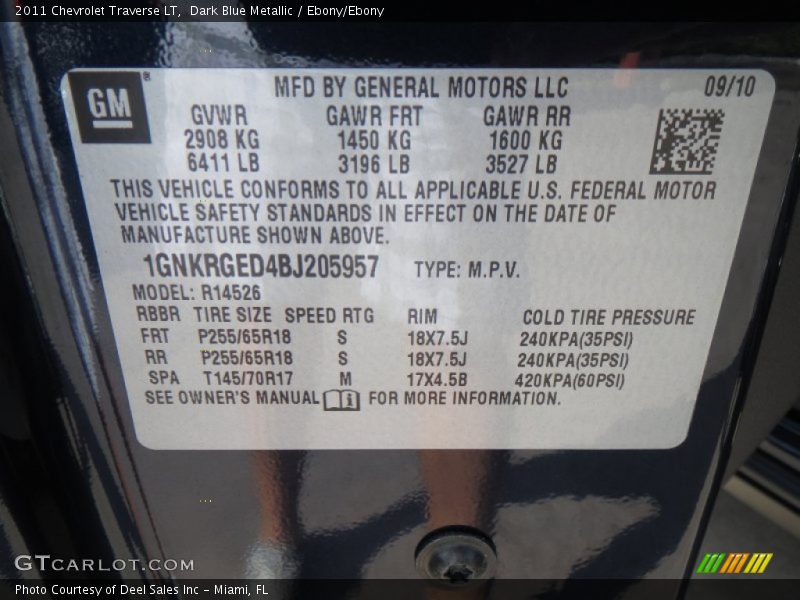 2011 Chevrolet Traverse LT, Dark Blue Metallic / Ebony/Ebony
GM ® MFD BY GENERAL MOTORS LLC 09/10
GVWR GAWR FRT GAWR RR
2908 KG 1450 KG 1600 KG
6411 LB 3196 LB 3527 LB
THIS VEHICLE CONFORMS TO ALL APPLICABLE U.S. FEDERAL MOTOR
VEHICLE SAFETY STANDARDS IN EFFECT ON THE DATE OF
MANUFACTURE SHOWN ABOVE.
1GNKRGED4BJ205957 TYPE: M.P.V.
MODEL: R14526
RBBR TIRE SIZE SPEED RTG RIM COLD TIRE PRESSURE
FRT P255/65R18 S 18X7.5J 240KPA(35PSI)
RR P255/65R18 S 18X7.5J 240KPA(35PSI)
SPA T145/70R17 M 17X4.5B 420KPA(60PSI)
SEE OWNER'S MANUAL FOR MORE INFORMATION.
GTCARLOT.COM
Photo Courtesy of Deel Sales Inc - Miami, FL